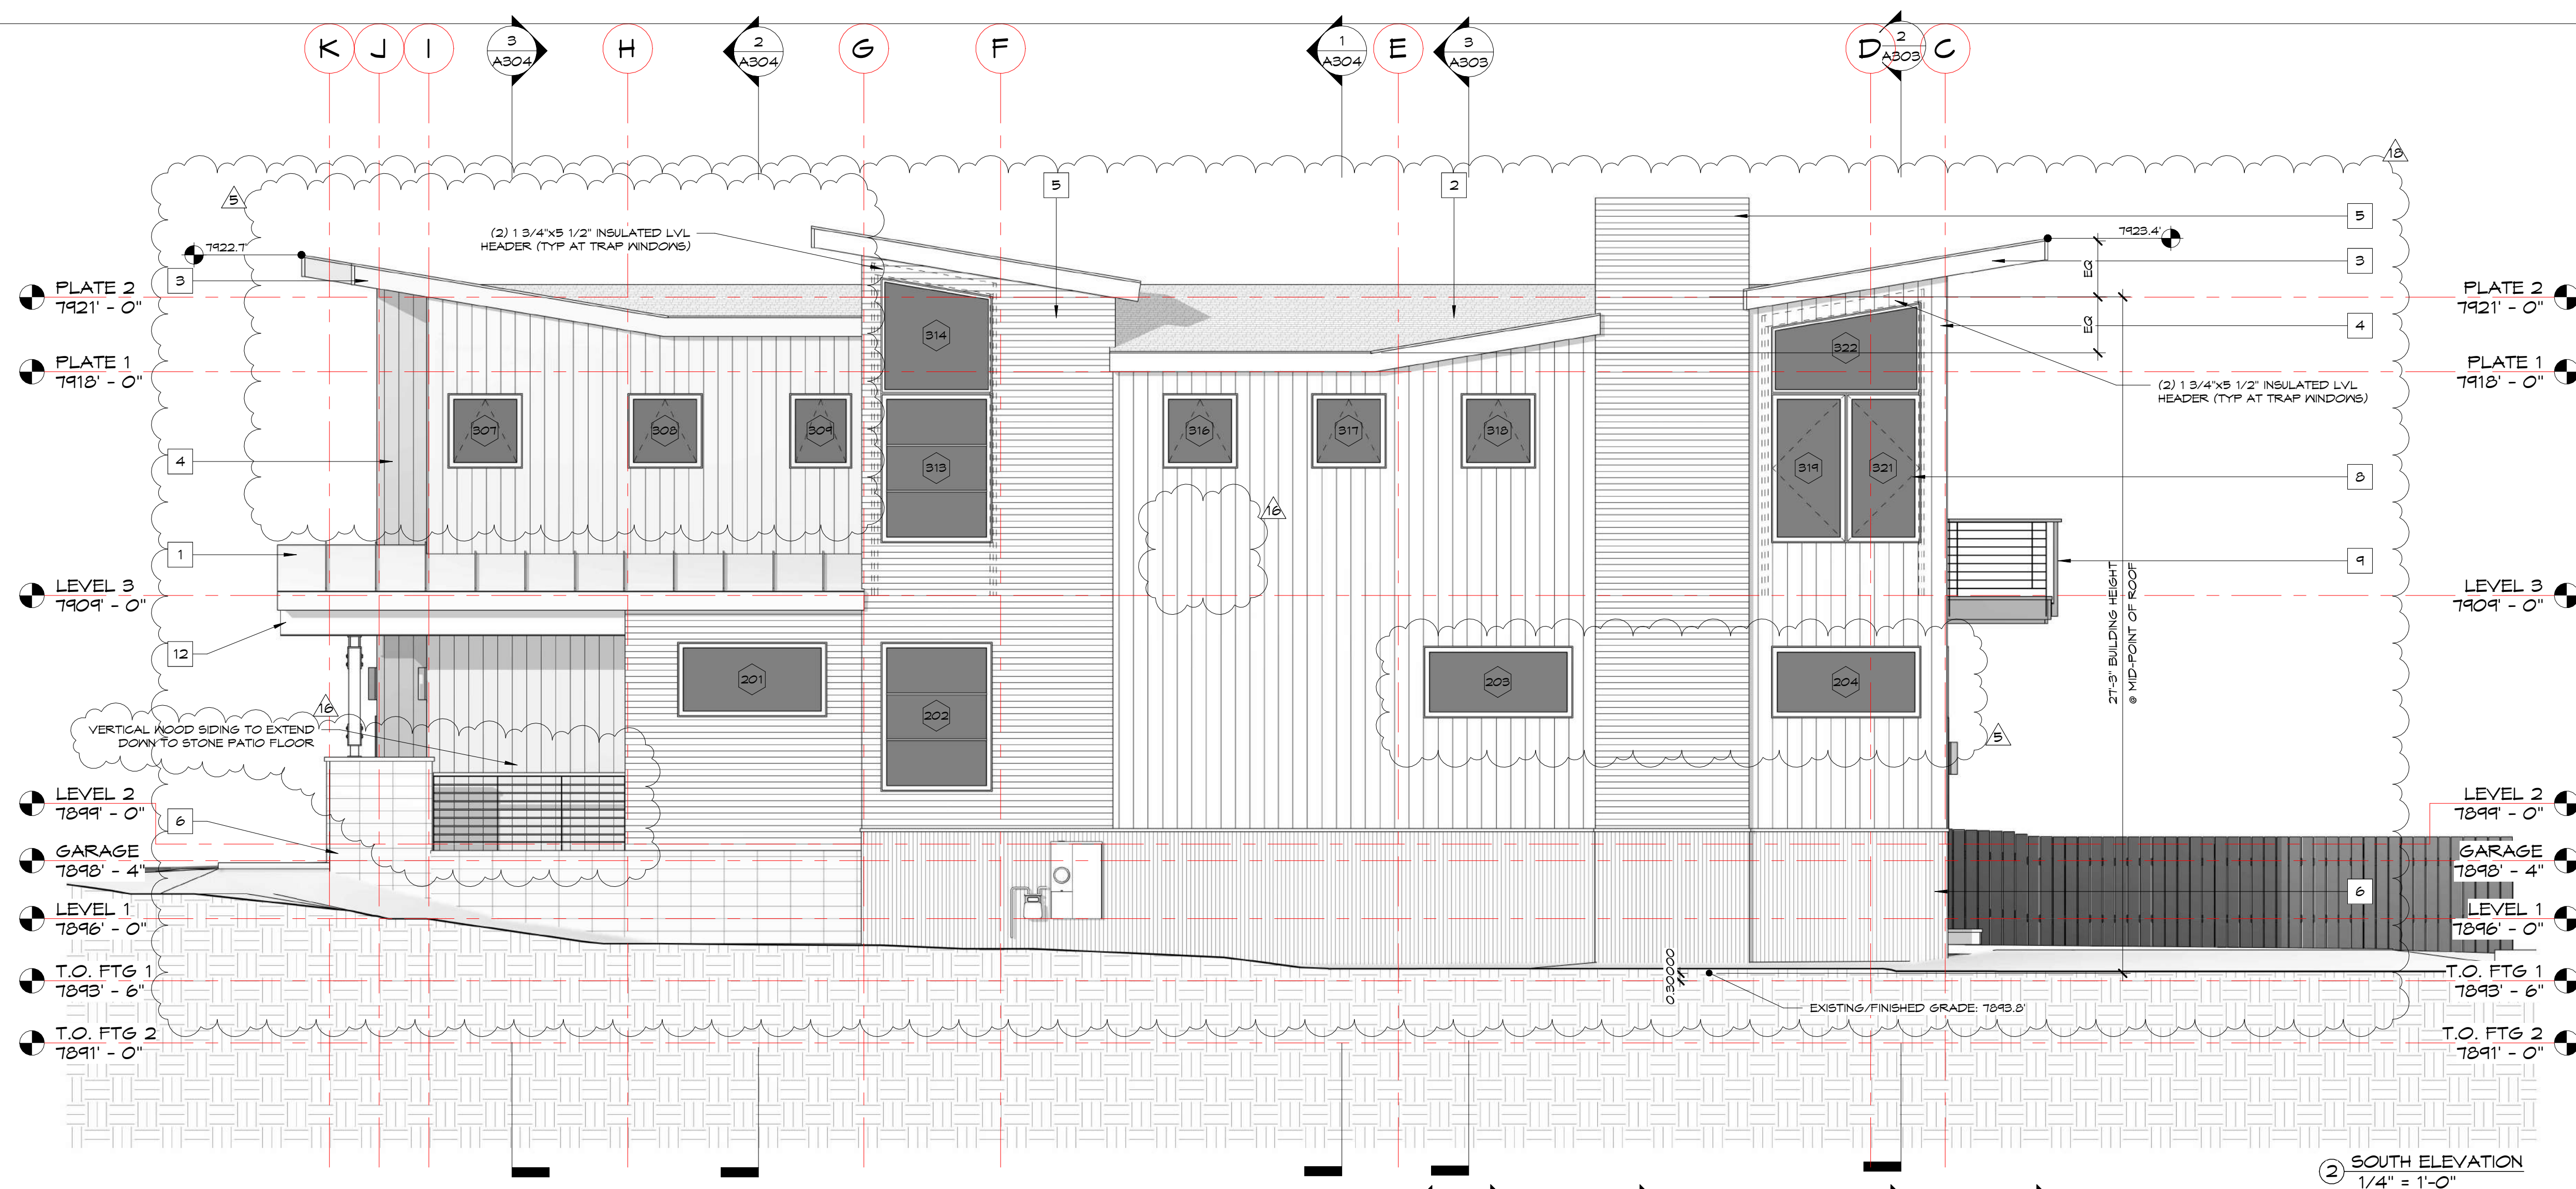 K
J
I
3
A304
H
2
A304
G
F
1
A304
E
3
A303
D
2
A303
C
18
5
5
2
(2) 1 3/4"x5 1/2" INSULATED LVL
HEADER (TYP AT TRAP WINDOWS)
5
7922.7'
7923.4'
3
3
EQ
PLATE 2
7921' - 0"
PLATE 2
7921' - 0"
EQ
4
314
322
PLATE 1
7918' - 0"
PLATE 1
7918' - 0"
(2) 1 3/4"x5 1/2" INSULATED LVL
HEADER (TYP AT TRAP WINDOWS)
307
308
309
316
317
318
4
313
319
321
8
16
1
9
LEVEL 3
7909' - 0"
LEVEL 3
7909' - 0"
27'-3" BUILDING HEIGHT
@ MID-POINT OF ROOF
12
201
203
204
202
16
5
VERTICAL WOOD SIDING TO EXTEND
DOWN TO STONE PATIO FLOOR
LEVEL 2
7899' - 0"
LEVEL 2
7899' - 0"
6
GARAGE
7898' - 4"
GARAGE
7898' - 4"
6
LEVEL 1
7896' - 0"
LEVEL 1
7896' - 0"
T.O. FTG 1
7893' - 6"
0.30000
T.O. FTG 1
7893' - 6"
EXISTING/FINISHED GRADE: 7893.8'
T.O. FTG 2
7891' - 0"
T.O. FTG 2
7891' - 0"
2
SOUTH ELEVATION
1/4" = 1'-0"